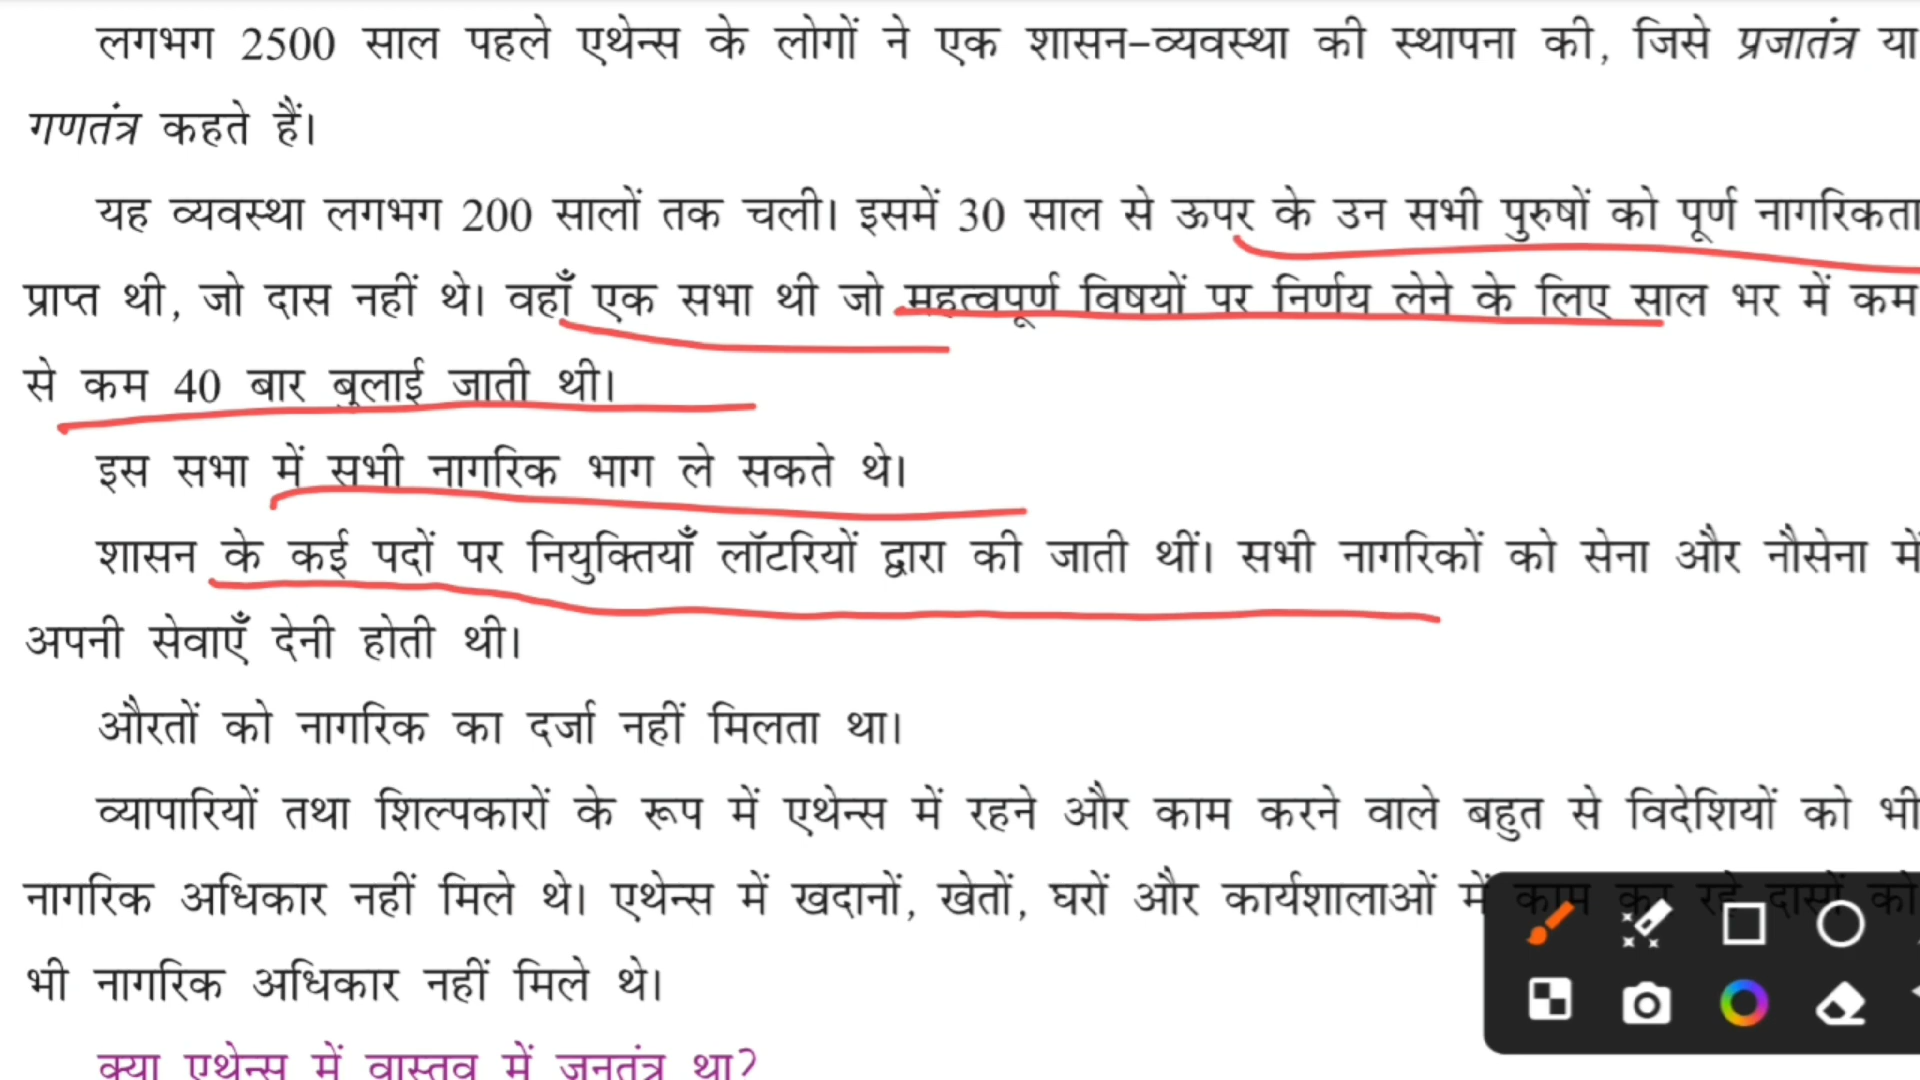 लगभग 2500 साल पहले एथेन्स के लोगों ने एक शासन-व्यवस्था की स्थापना की, जिसे प्रजातंत्र या
गणतंत्र कहते हैं।
यह व्यवस्था लगभग 200 सालों तक चली। इसमें 30 साल से ऊपर के उन सभी पुरुषों को पूर्ण नागरिकता
प्राप्त थी, जो दास नहीं थे। वहाँ एक सभा थी जो महत्वपूर्ण विषयों पर निर्णय लेने के लिए साल भर में कम
से कम 40 बार बुलाई जाती थी।
इस सभा में सभी नागरिक भाग ले सकते थे।
शासन के कई पदों पर नियुक्तियाँ लॉटरियों द्वारा की जाती थीं। सभी नागरिकों को सेना और नौसेना में
अपनी सेवाएँ देनी होती थी।
औरतों को नागरिक का दर्जा नहीं मिलता था।
व्यापारियों तथा शिल्पकारों के रूप में एथेन्स में रहने और काम करने वाले बहुत से विदेशियों को भी
नागरिक अधिकार नहीं मिले थे। एथेन्स में खदानों, खेतों, घरों और कार्यशालाओं में काम कर रहे दासों को
भी नागरिक अधिकार नहीं मिले थे।
क्या एथेन्स में वास्तव में जनतंत्र था?